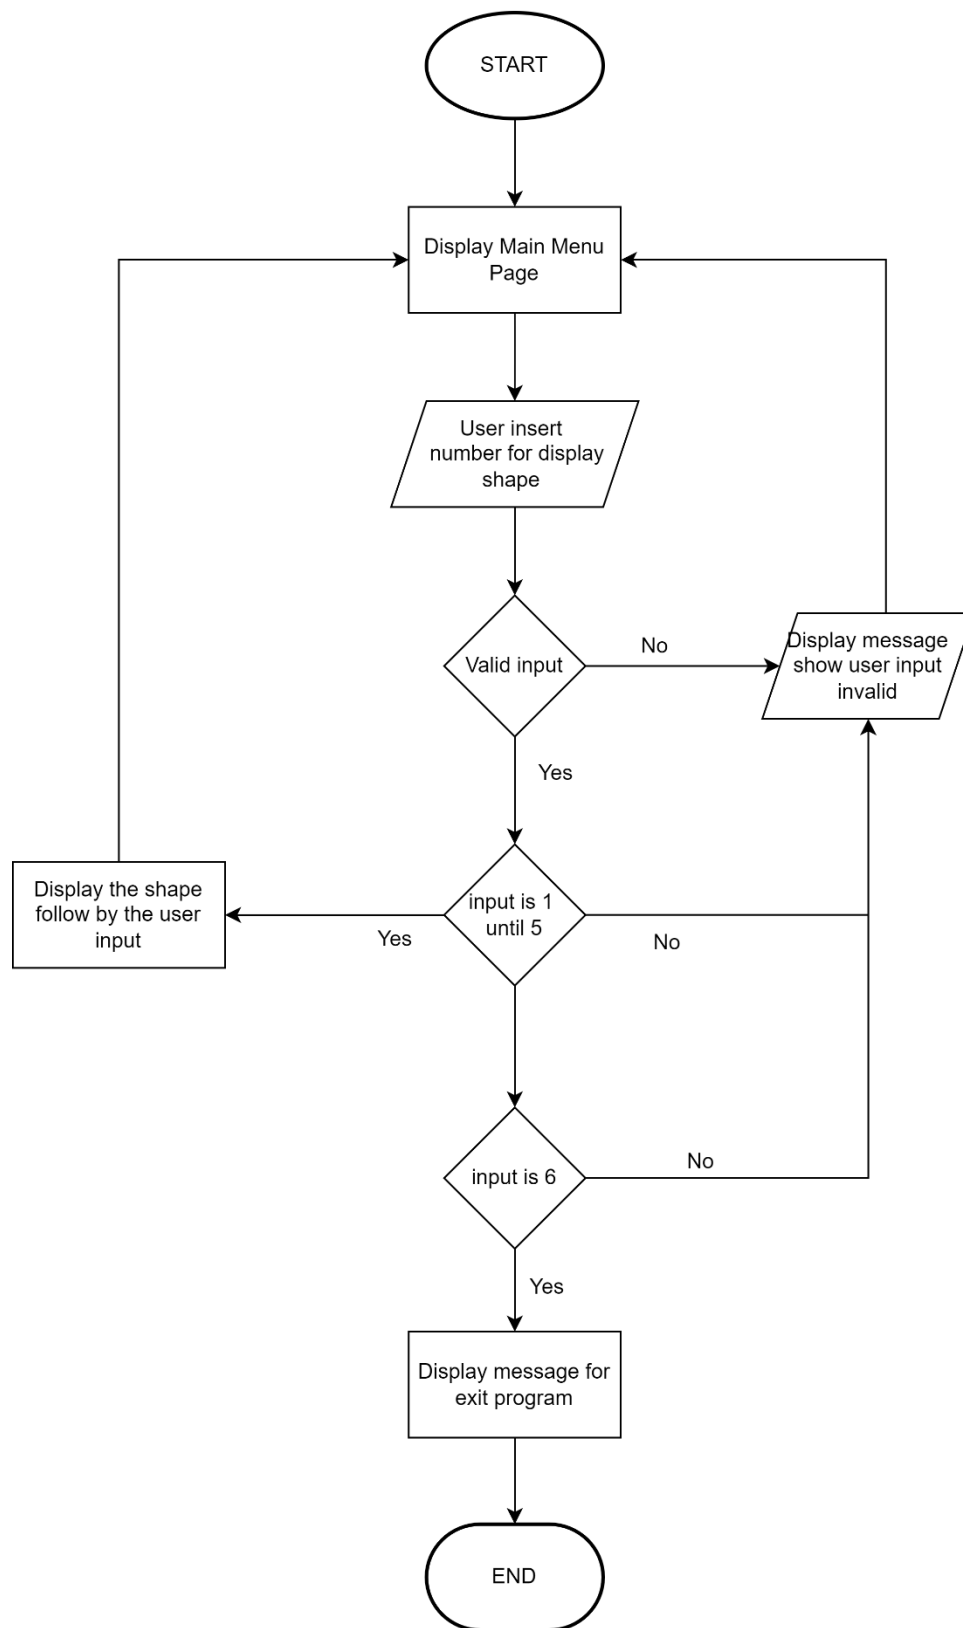 START
Display Main Menu
Page
User insert
number for display
shape
Valid input
No
Display message
show user input
invalid
Yes
Display the shape
follow by the user
input
Yes
input is 1
until 5
No
input is 6
No
Yes
Display message for
exit program
END